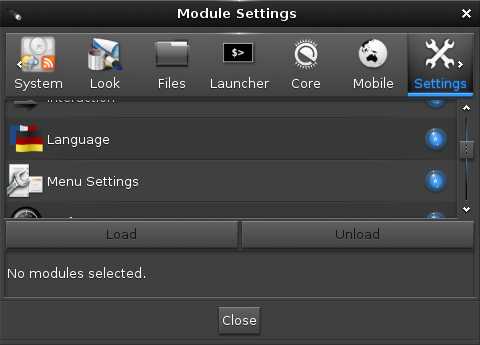 Module Settings
System Look Files Launcher Core Mobile Settings
$>
Interaction
Language
Menu Settings
Load Unload
No modules selected.
Close